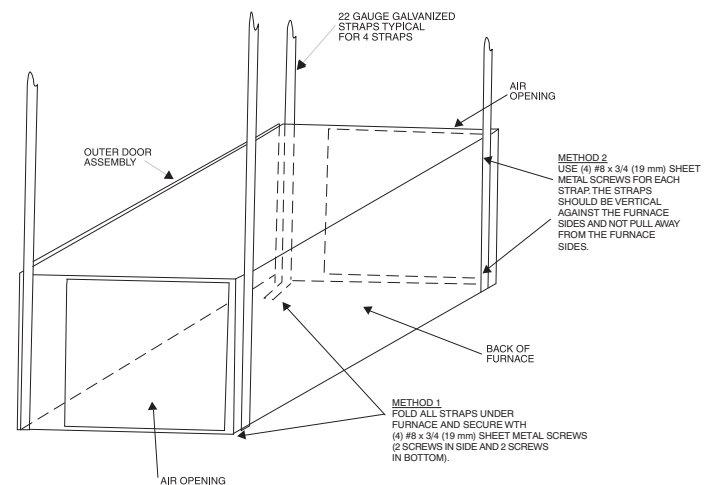 22 GAUGE GALVANIZED
STRAPS TYPICAL
FOR 4 STRAPS
AIR
OPENING
OUTER DOOR
ASSEMBLY
METHOD 2
USE (4) #8 x 3/4 (19 mm) SHEET
METAL SCREWS FOR EACH
STRAP. THE STRAPS
SHOULD BE VERTICAL
AGAINST THE FURNACE
SIDES AND NOT PULL AWAY
FROM THE FURNACE
SIDES.
BACK OF
FURNACE
METHOD 1
FOLD ALL STRAPS UNDER
FURNACE AND SECURE WTH
(4) #8 x 3/4 (19 mm) SHEET METAL SCREWS
(2 SCREWS IN SIDE AND 2 SCREWS
IN BOTTOM).
AIR OPENING